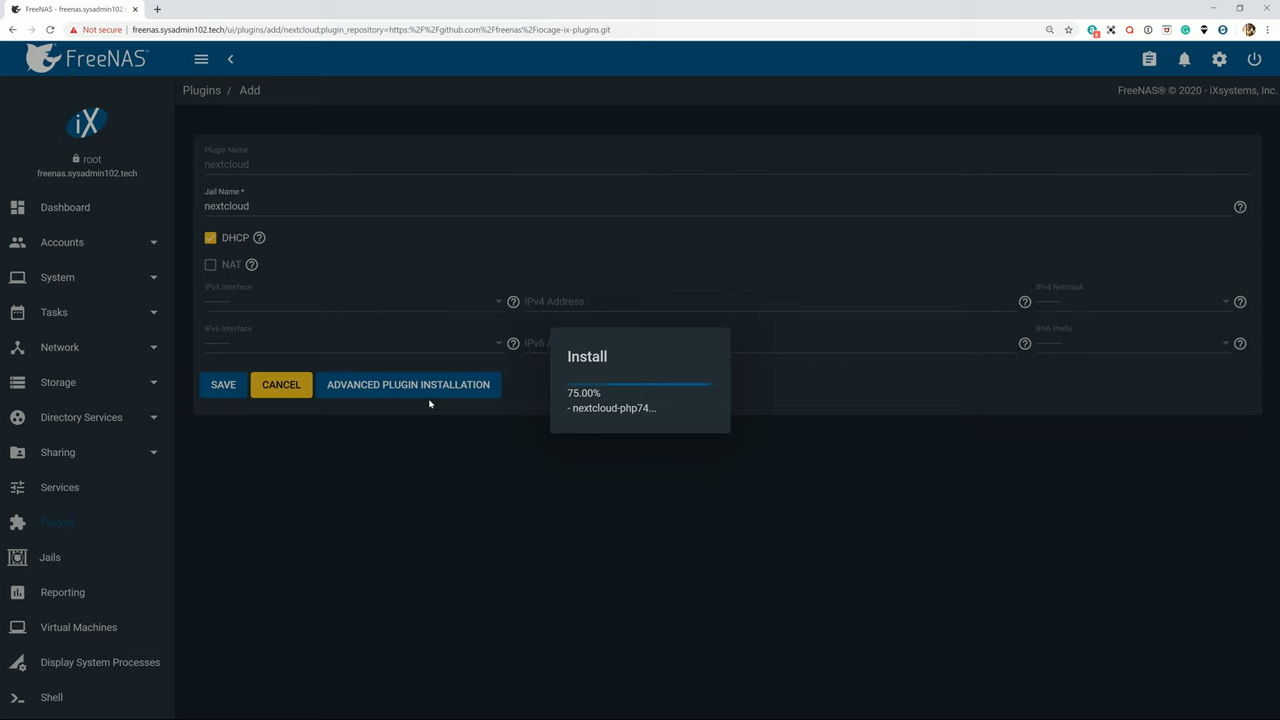 FreeNAS - freenas.sysadmin102.
Not secure
freenas.sysadmin102.tech/ui/plugins/add/nextcloud;plugin_repository=https:%2F%2Fgithub.com%2Ffreenas%2Fiocage-ix-plugins.git
FreeNAS®
Plugins / Add
FreeNAS® © 2020 - iXsystems, Inc.
iX
root
freenas.sysadmin102.tech
Dashboard
Accounts
System
Tasks
Network
Storage
Directory Services
Sharing
Services
Plugins
Jails
Reporting
Virtual Machines
Display System Processes
Shell
Plugin Name
nextcloud
Jail Name *
nextcloud
DHCP
NAT
IPv4 interface
IPv4 Address
IPv4 Netmask
IPv6 Interface
IPv6 A
IPv6 Prefix
SAVE
CANCEL
ADVANCED PLUGIN INSTALLATION
Install
75.00%
- nextcloud-php74...